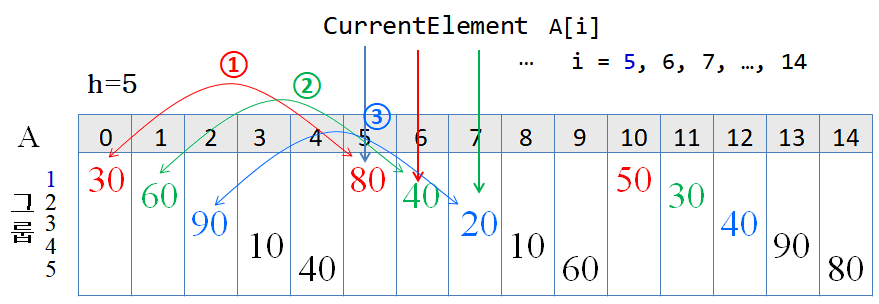 CurrentElement A[i]
… i = 5, 6, 7, …, 14
① ② ③
h=5
A 0 1 2 3 4 5 6 7 8 9 10 11 12 13 14
그룹
1 30 80 50
2 60 40 30
3 90 20 40
4 10 10 90
5 40 60 80